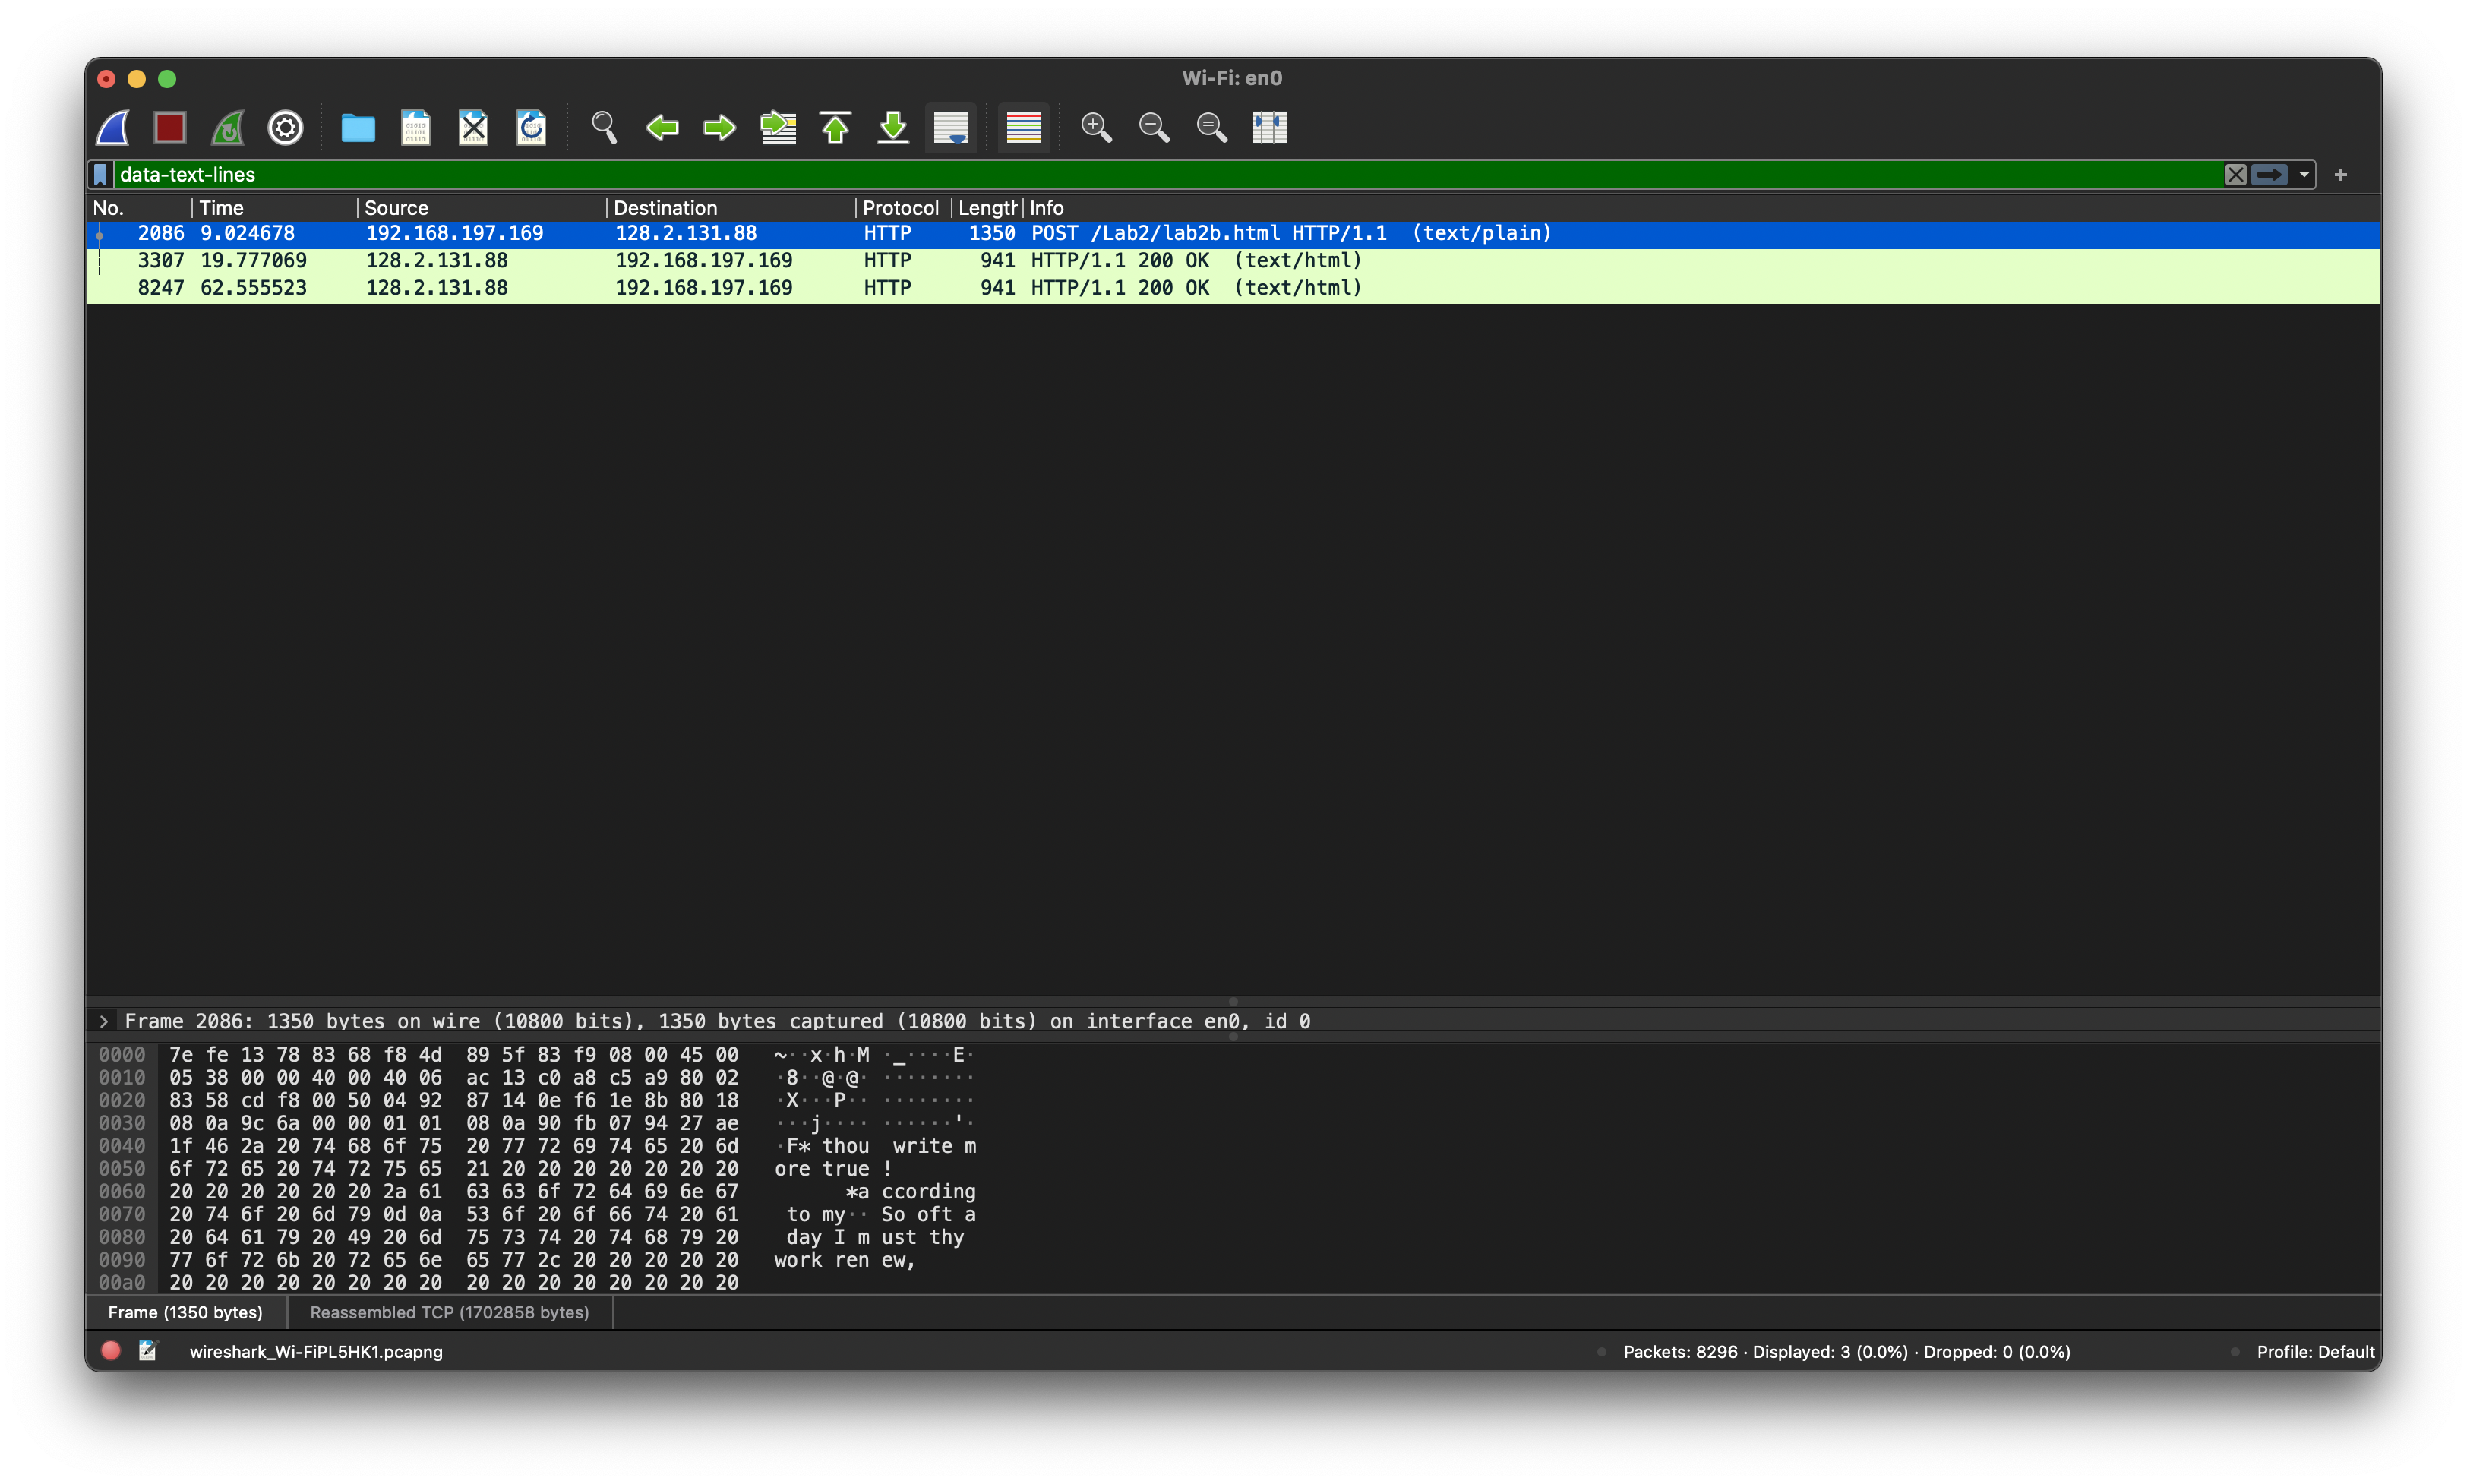 Wi-Fi: en0
data-text-lines
No. Time Source Destination Protocol Length Info
2086 9.024678 192.168.197.169 128.2.131.88 HTTP 1350 POST /Lab2/lab2b.html HTTP/1.1  (text/plain)
3307 19.777069 128.2.131.88 192.168.197.169 HTTP 941 HTTP/1.1 200 OK  (text/html)
8247 62.555523 128.2.131.88 192.168.197.169 HTTP 941 HTTP/1.1 200 OK  (text/html)
Frame 2086: 1350 bytes on wire (10800 bits), 1350 bytes captured (10800 bits) on interface en0, id 0
0000 7e fe 13 78 83 68 f8 4d 89 5f 83 f9 08 00 45 00 ~··x·h·M ·_····E·
0010 05 38 00 00 40 00 40 06 ac 13 c0 a8 c5 a9 80 02 ·8··@·@· ········
0020 83 58 cd f8 00 50 04 92 87 14 0e f6 1e 8b 80 18 ·X···P·· ········
0030 08 0a 9c 6a 00 00 01 01 08 0a 90 fb 07 94 27 ae ···j···· ······'·
0040 1f 46 2a 20 74 68 6f 75 20 77 72 69 74 65 20 6d ·F* thou  write m
0050 6f 72 65 20 74 72 75 65 21 20 20 20 20 20 20 20 ore true !
0060 20 20 20 20 20 20 2a 61 63 63 6f 72 64 69 6e 67 *a ccording
0070 20 74 6f 20 6d 79 0d 0a 53 6f 20 6f 66 74 20 61 to my·· So oft a
0080 20 64 61 79 20 49 20 6d 75 73 74 20 74 68 79 20 day I m ust thy
0090 77 6f 72 6b 20 72 65 6e 65 77 2c 20 20 20 20 20 work ren ew,
00a0 20 20 20 20 20 20 20 20 20 20 20 20 20 20 20 20
Frame (1350 bytes) Reassembled TCP (1702858 bytes)
wireshark_Wi-FiPL5HK1.pcapng Packets: 8296 · Displayed: 3 (0.0%) · Dropped: 0 (0.0%) Profile: Default